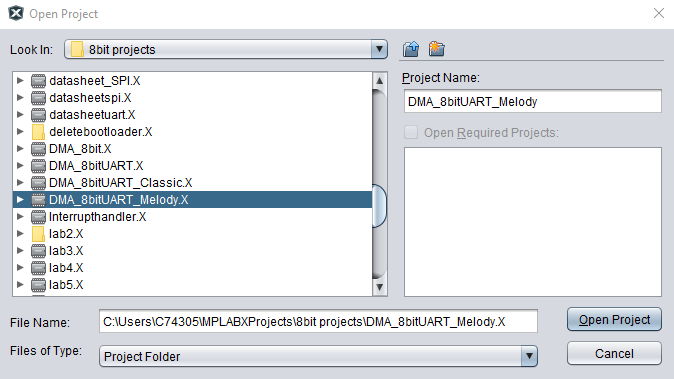 Open Project
Look In: 8bit projects
datasheet_SPI.X
datasheetspi.X
datasheetuart.X
deletebootloader.X
DMA_8bit.X
DMA_8bitUART.X
DMA_8bitUART_Classic.X
DMA_8bitUART_Melody.X
Interrupthandler.X
lab2.X
lab3.X
lab4.X
lab5.X
Project Name:
DMA_8bitUART_Melody
Open Required Projects:
File Name: C:\Users\C74305\MPLABXProjects\8bit projects\DMA_8bitUART_Melody.X
Open Project
Files of Type: Project Folder
Cancel